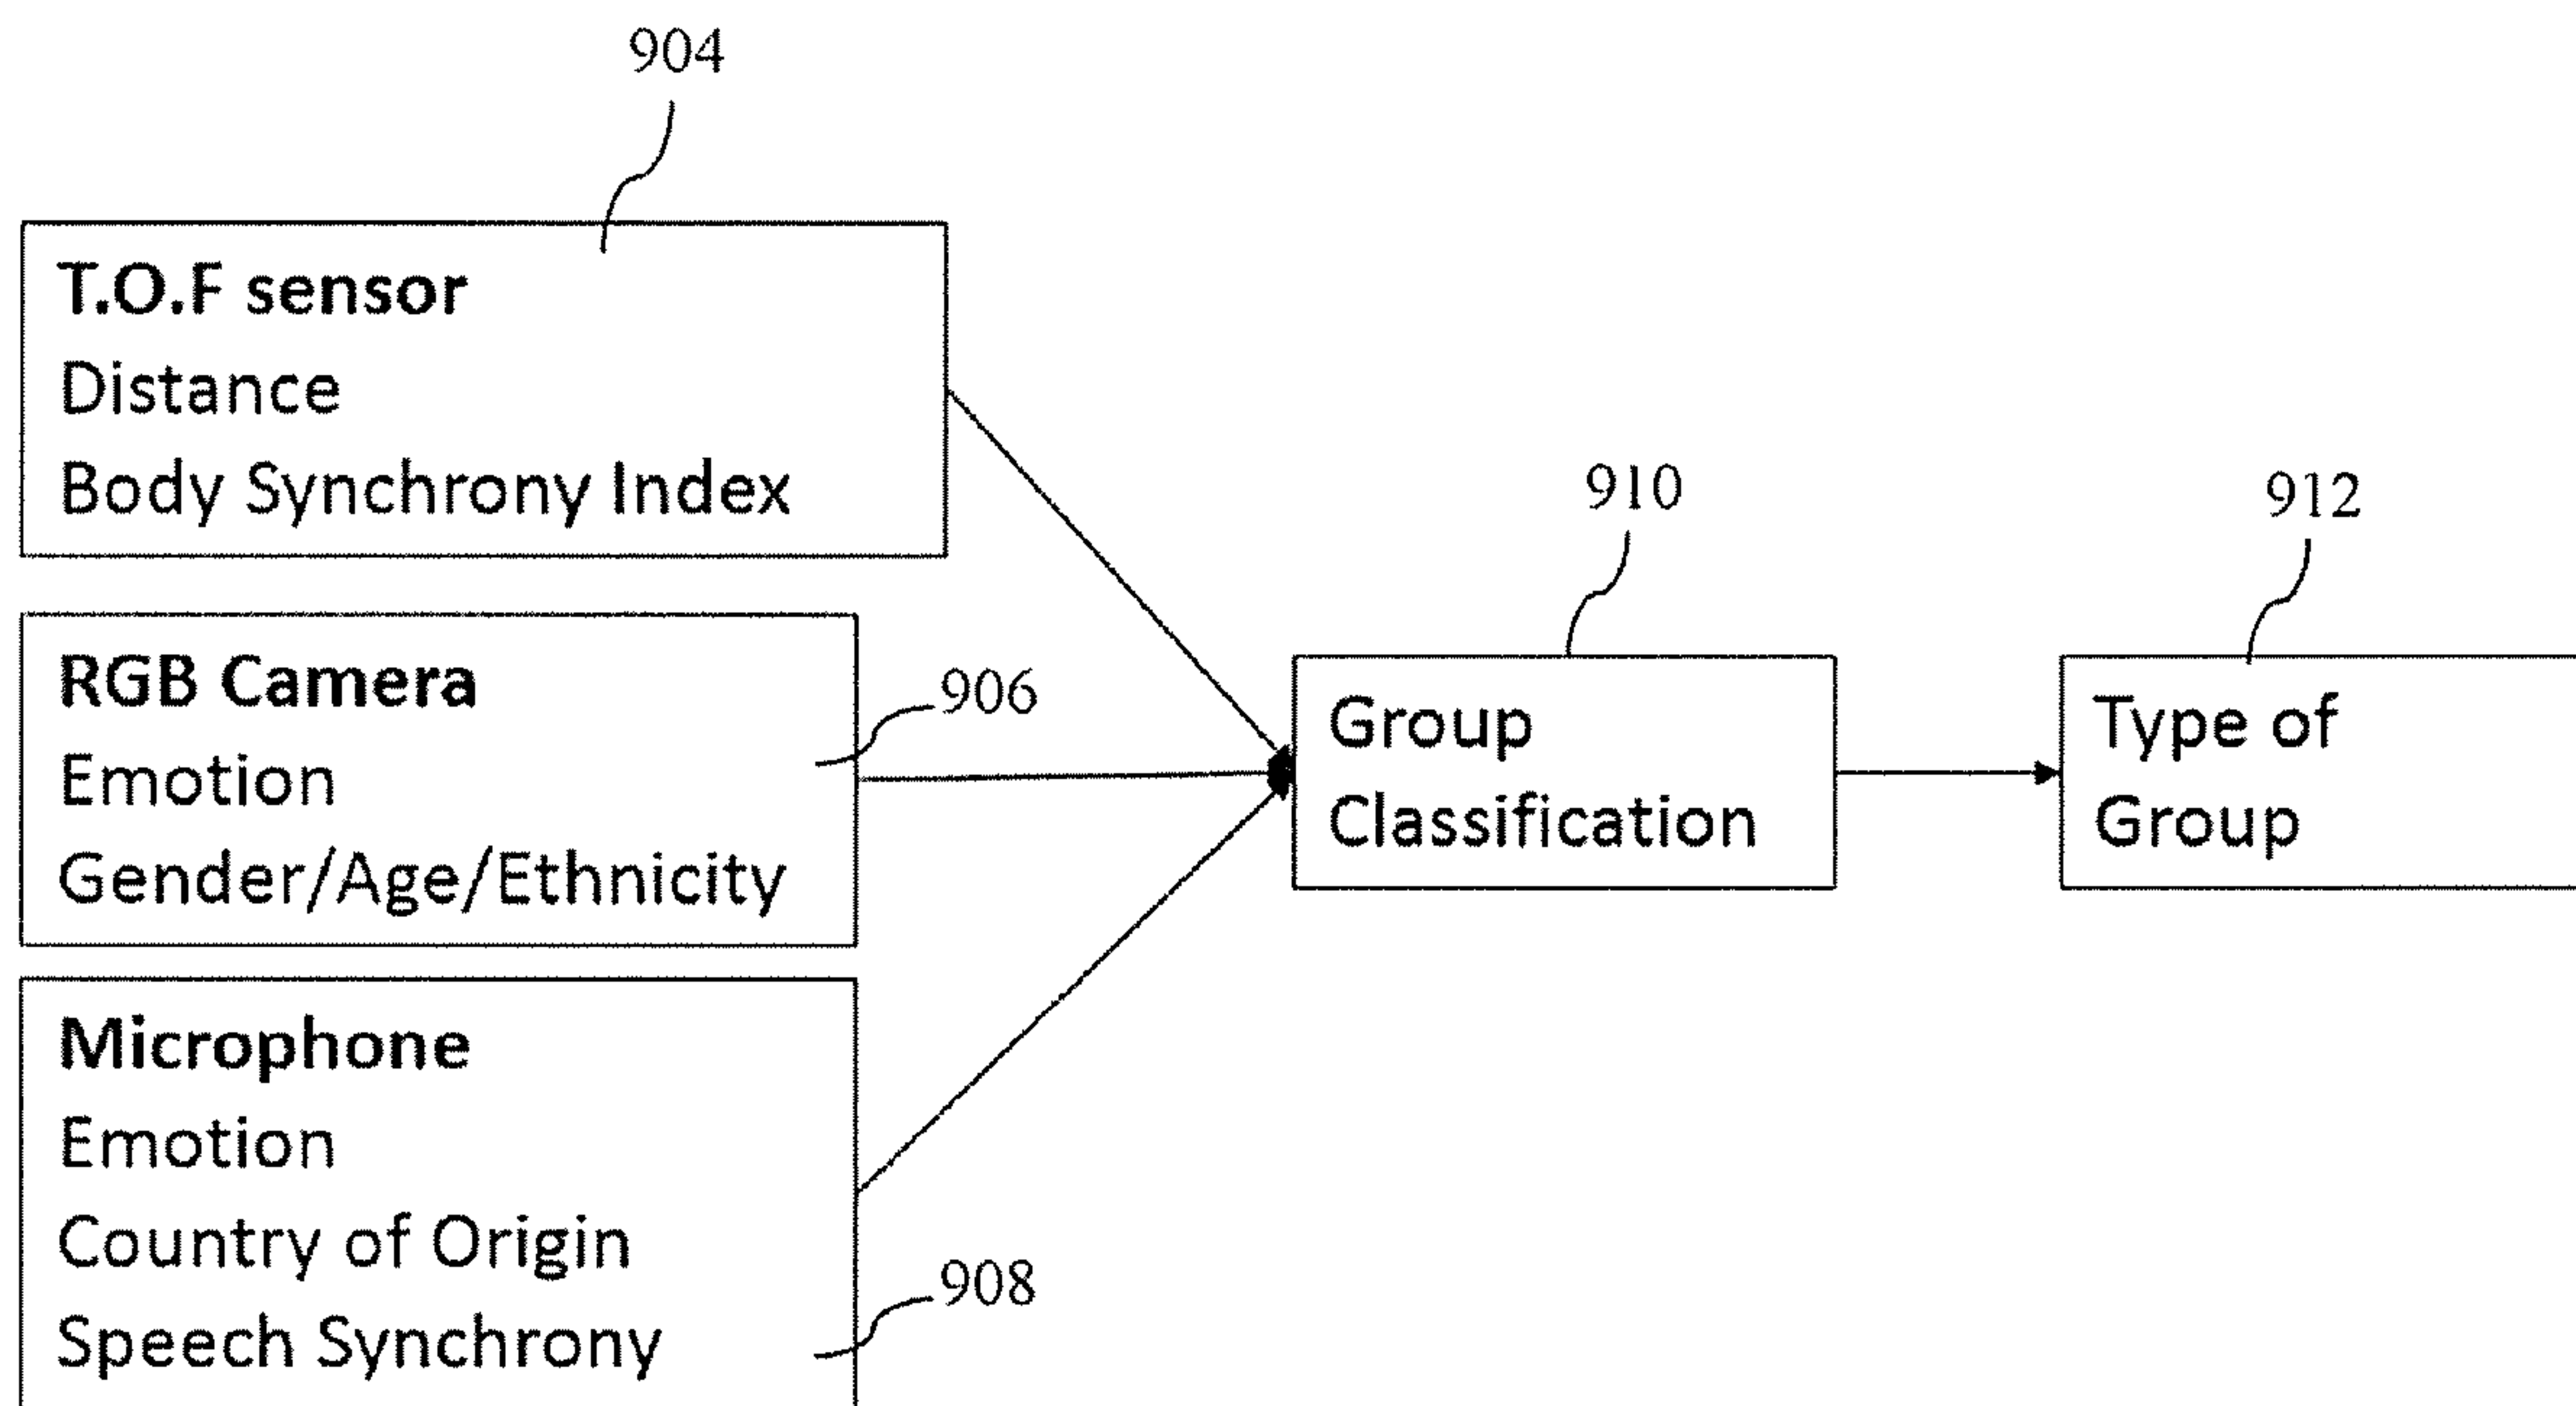 904
T.O.F sensor
Distance
Body Synchrony Index
RGB Camera
Emotion
Gender/Age/Ethnicity
906
Microphone
Emotion
Country of Origin
Speech Synchrony
908
910
Group
Classification
912
Type of
Group